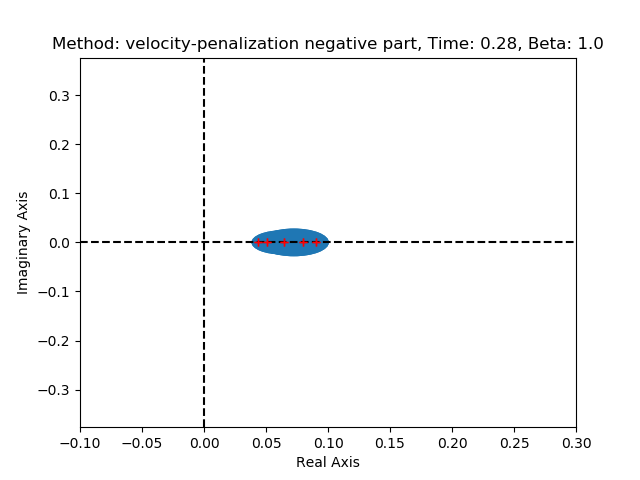 Method: velocity-penalization negative part, Time: 0.28, Beta: 1.0
0.3
0.2
0.1
0.0
−0.1
−0.2
−0.3
Imaginary Axis
−0.10 −0.05 0.00 0.05 0.10 0.15 0.20 0.25 0.30
Real Axis